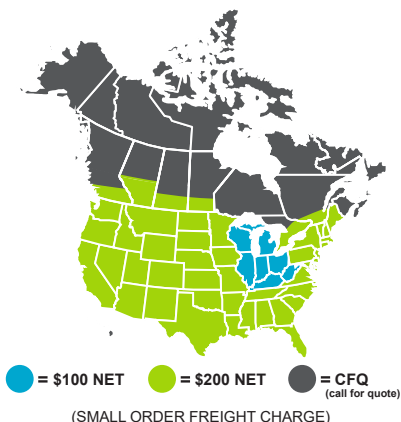 = $100 NET = $200 NET = CFQ
(call for quote)
(SMALL ORDER FREIGHT CHARGE)